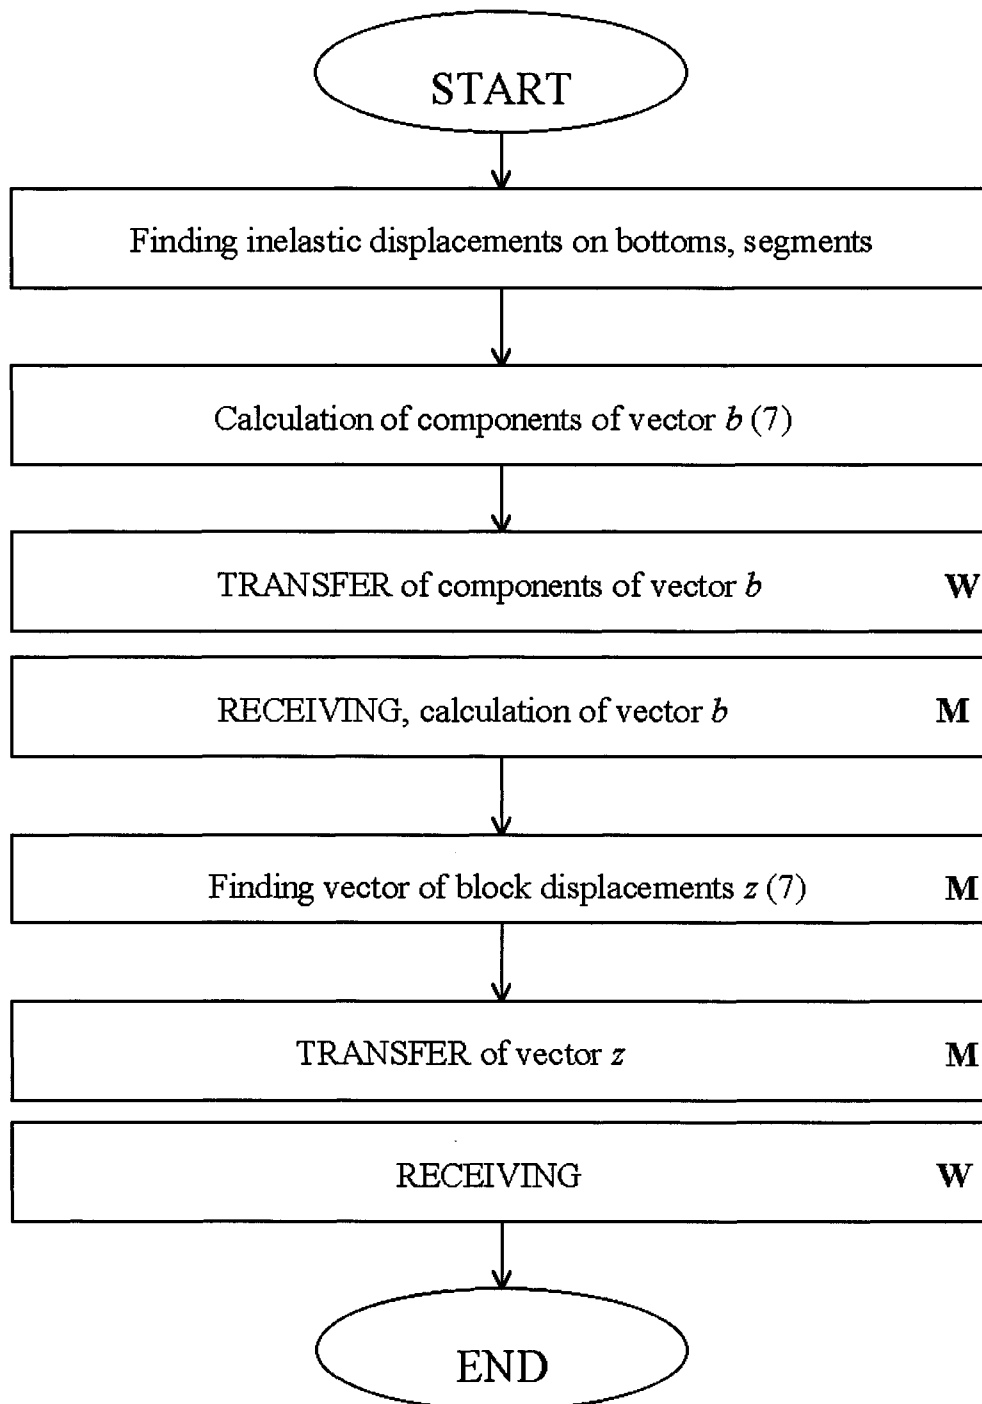 START
Finding inelastic displacements on bottoms, segments
Calculation of components of vector b (7)
TRANSFER of components of vector b W
RECEIVING, calculation of vector b M
Finding vector of block displacements z (7) M
TRANSFER of vector z M
RECEIVING W
END